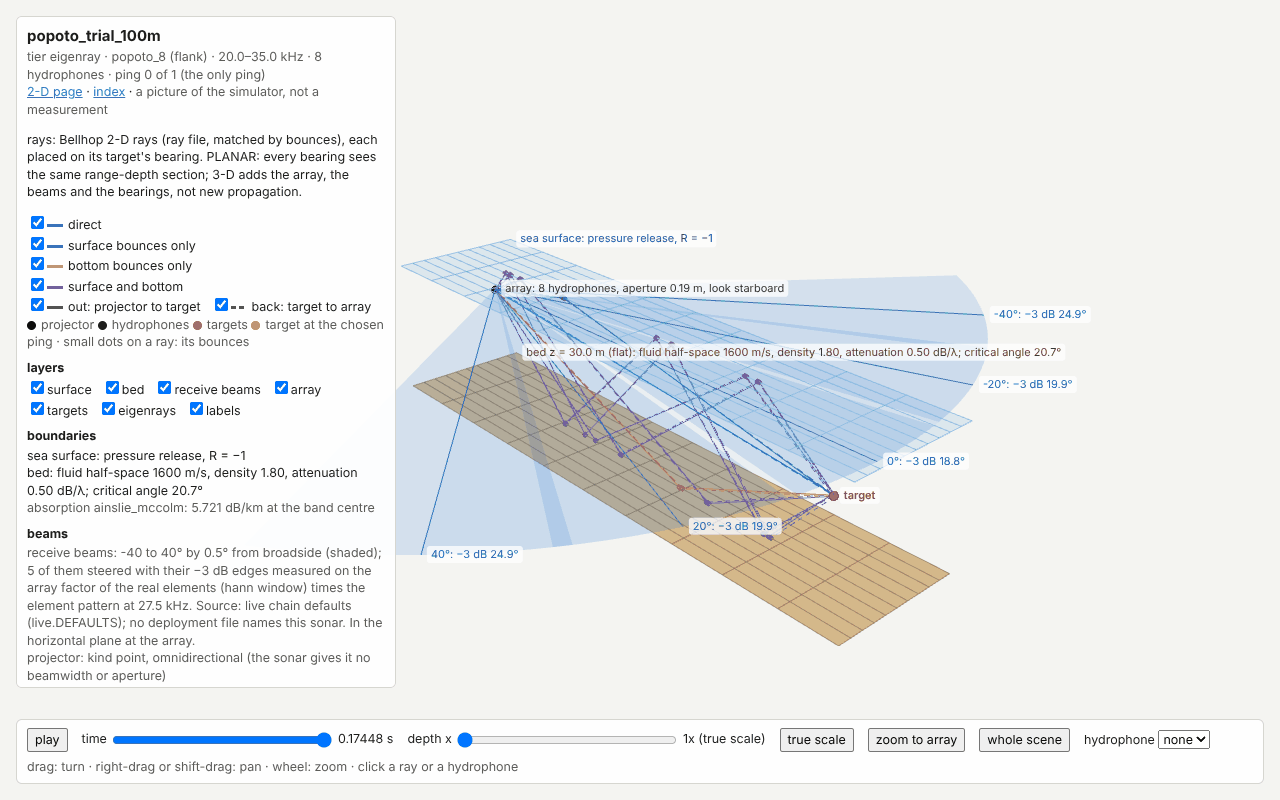 popoto_trial_100m
tier eigenray · popoto_8 (flank) · 20.0–35.0 kHz · 8
hydrophones · ping 0 of 1 (the only ping)
2-D page · index · a picture of the simulator, not a
measurement
rays: Bellhop 2-D rays (ray file, matched by bounces), each
placed on its target's bearing. PLANAR: every bearing sees
the same range-depth section; 3-D adds the array, the
beams and the bearings, not new propagation.
direct
surface bounces only
bottom bounces only
surface and bottom
out: projector to target back: target to array
projector hydrophones targets target at the chosen
ping · small dots on a ray: its bounces
layers
surface bed receive beams array
targets eigenrays labels
boundaries
sea surface: pressure release, R = −1
bed: fluid half-space 1600 m/s, density 1.80, attenuation
0.50 dB/λ; critical angle 20.7°
absorption ainslie_mccolm: 5.721 dB/km at the band centre
beams
receive beams: -40 to 40° by 0.5° from broadside (shaded);
5 of them steered with their −3 dB edges measured on the
array factor of the real elements (hann window) times the
element pattern at 27.5 kHz. Source: live chain defaults
(live.DEFAULTS); no deployment file names this sonar. In the
horizontal plane at the array.
projector: kind point, omnidirectional (the sonar gives it no
beamwidth or aperture)
sea surface: pressure release, R = −1
array: 8 hydrophones, aperture 0.19 m, look starboard
-40°: −3 dB 24.9°
bed z = 30.0 m (flat): fluid half-space 1600 m/s, density 1.80, attenuation 0.50 dB/λ; critical angle 20.7°
-20°: −3 dB 19.9°
0°: −3 dB 18.8°
target
20°: −3 dB 19.9°
40°: −3 dB 24.9°
play time 0.17448 s depth x 1x (true scale) true scale zoom to array whole scene hydrophone none
drag: turn · right-drag or shift-drag: pan · wheel: zoom · click a ray or a hydrophone